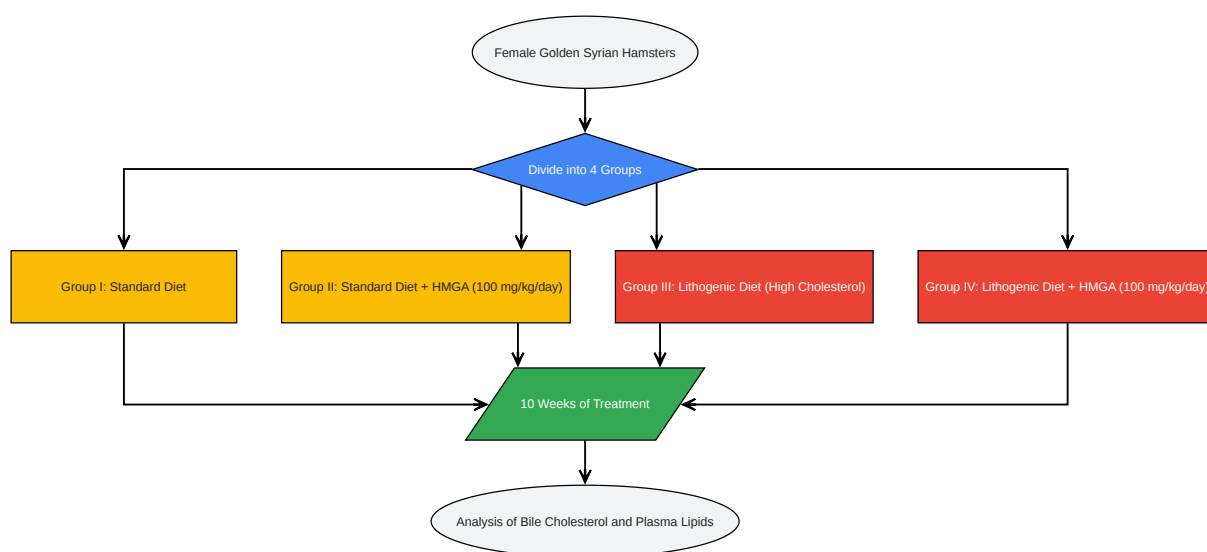 Female Golden Syrian Hamsters
Divide into 4 Groups
Group I: Standard Diet
Group II: Standard Diet + HMGA (100 mg/kg/day)
Group III: Lithogenic Diet (High Cholesterol)
Group IV: Lithogenic Diet + HMGA (100 mg/kg/day)
10 Weeks of Treatment
Analysis of Bile Cholesterol and Plasma Lipids